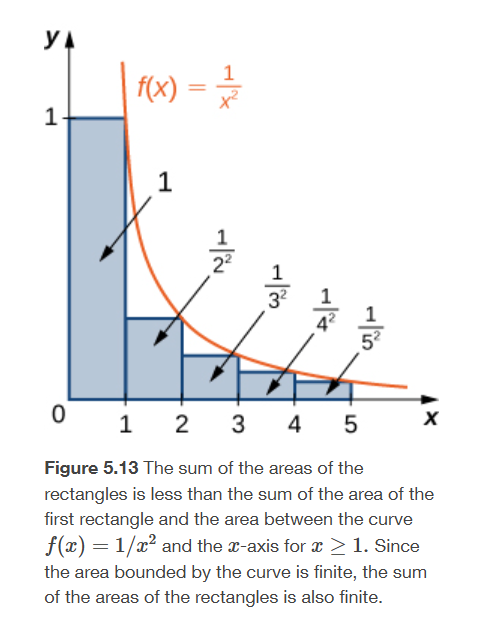 y
f(x) = 1/x²
1
1
1/2²
1/3²
1/4²
1/5²
0 1 2 3 4 5 x
Figure 5.13 The sum of the areas of the
rectangles is less than the sum of the area of the
first rectangle and the area between the curve
f(x) = 1/x² and the x-axis for x ≥ 1. Since
the area bounded by the curve is finite, the sum
of the areas of the rectangles is also finite.